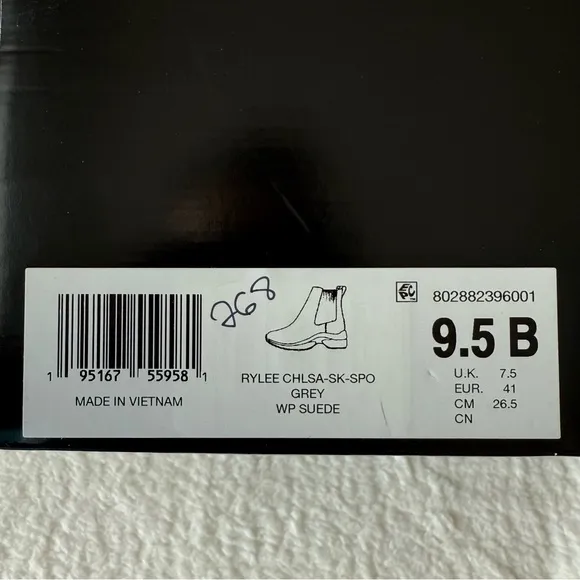 1 95167 55958 1
MADE IN VIETNAM
268
RYLEE CHLSA-SK-SPO
GREY
WP SUEDE
802882396001
9.5 B
U.K. 7.5
EUR. 41
CM 26.5
CN